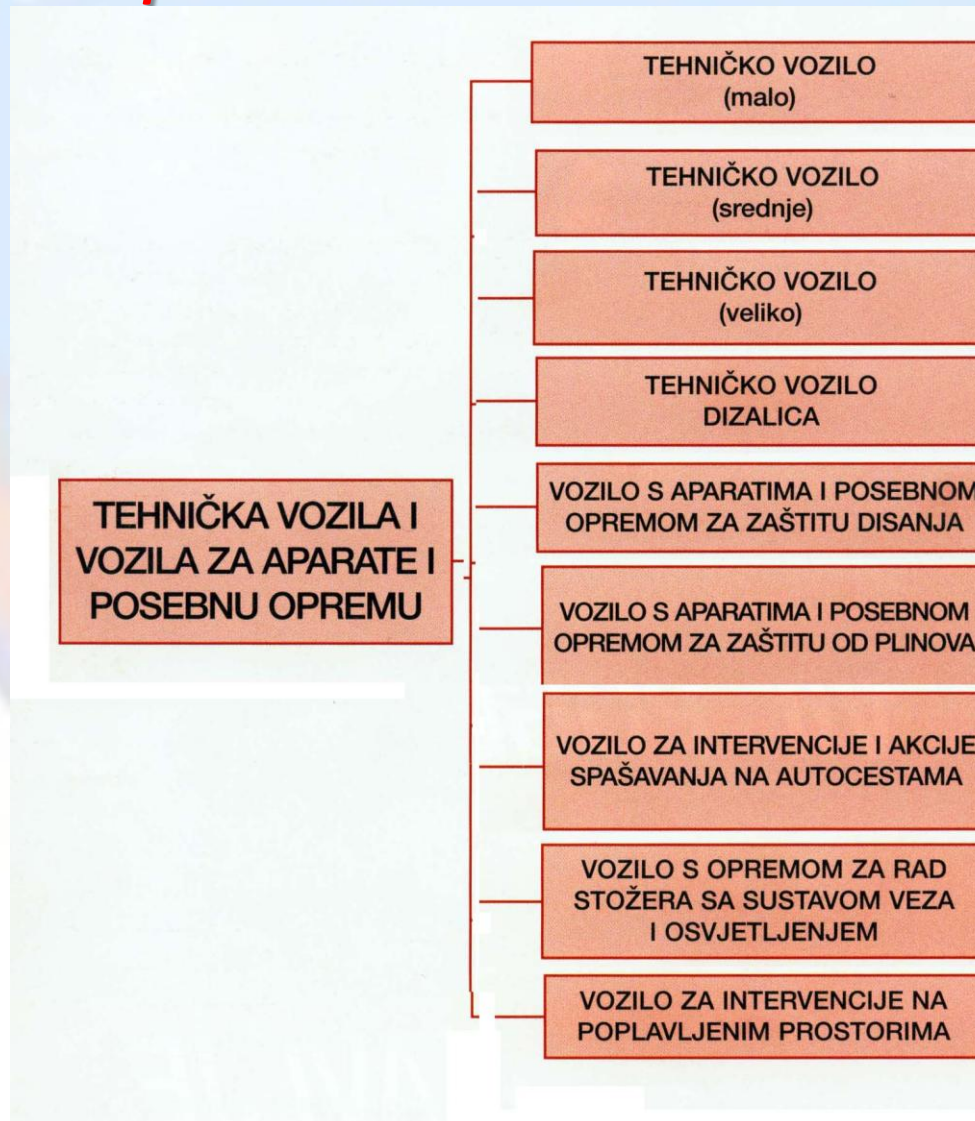 TEHNIČKO VOZILO
(malo)
TEHNIČKO VOZILO
(srednje)
TEHNIČKO VOZILO
(veliko)
TEHNIČKO VOZILO
DIZALICA
TEHNIČKA VOZILA I
VOZILA ZA APARATE I
POSEBNU OPREMU
VOZILO S APARATIMA I POSEBNOM
OPREMOM ZA ZAŠTITU DISANJA
VOZILO S APARATIMA I POSEBNOM
OPREMOM ZA ZAŠTITU OD PLINOVA
VOZILO ZA INTERVENCIJE I AKCIJE
SPAŠAVANJA NA AUTOCESTAMA
VOZILO S OPREMOM ZA RAD
STOŽERA SA SUSTAVOM VEZA
I OSVJETLJENJEM
VOZILO ZA INTERVENCIJE NA
POPLAVLJENIM PROSTORIMA